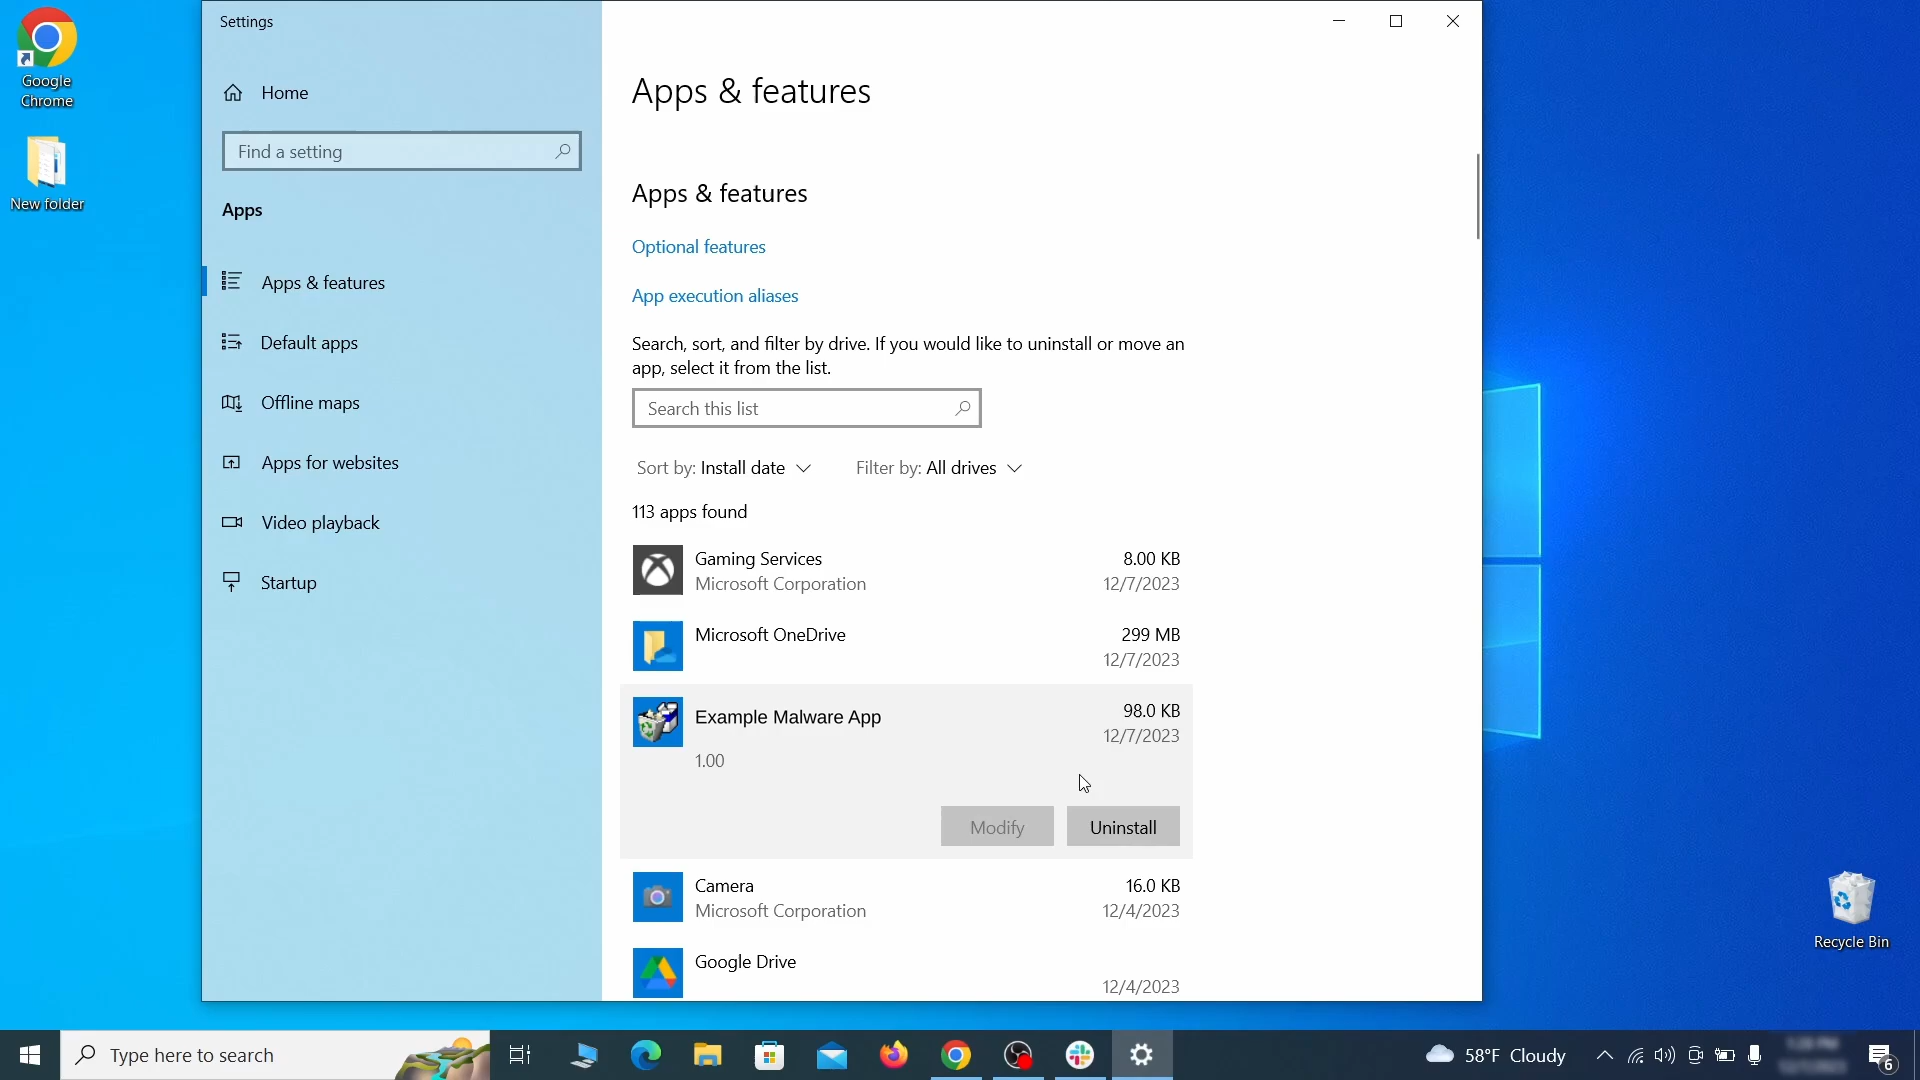 Google
Chrome
New folder
Settings
Home
Find a setting
Apps
Apps & features
Default apps
Offline maps
Apps for websites
Video playback
Startup
Apps & features
Apps & features
Optional features
App execution aliases
Search, sort, and filter by drive. If you would like to uninstall or move an
app, select it from the list.
Search this list
Sort by: Install date Filter by: All drives
113 apps found
Gaming Services 8.00 KB
Microsoft Corporation 12/7/2023
Microsoft OneDrive 299 MB
12/7/2023
Example Malware App 98.0 KB
12/7/2023
1.00
Modify Uninstall
Camera 16.0 KB
Microsoft Corporation 12/4/2023
Google Drive
12/4/2023
Recycle Bin
Type here to search
58°F Cloudy
6